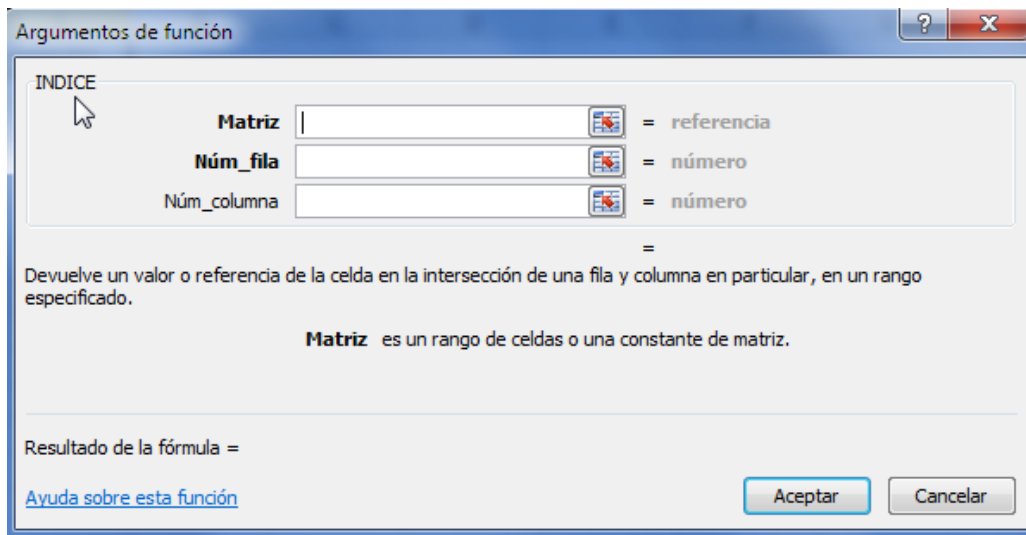 Argumentos de función
?
X
INDICE
Matriz = referencia
Núm_fila = número
Núm_columna = número
=
Devuelve un valor o referencia de la celda en la intersección de una fila y columna en particular, en un rango
especificado.
Matriz es un rango de celdas o una constante de matriz.
Resultado de la fórmula =
Ayuda sobre esta función
Aceptar
Cancelar